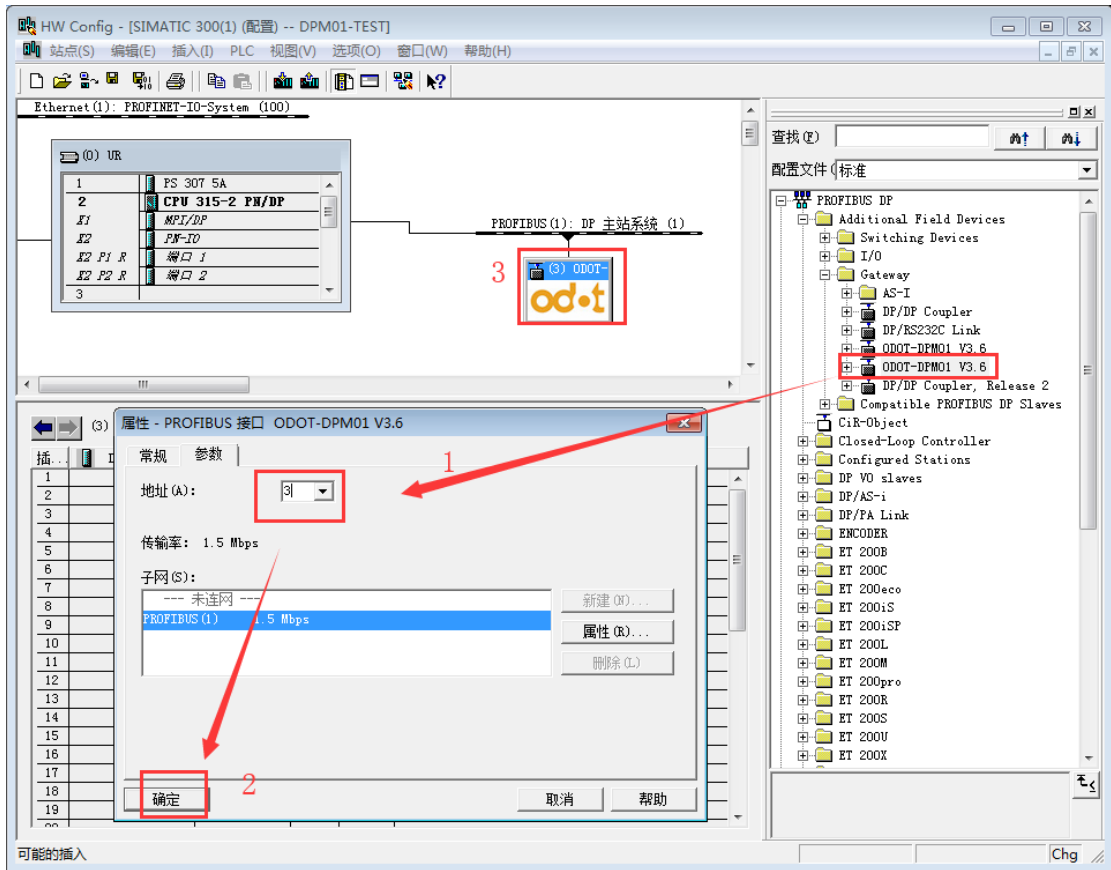 HW Config - [SIMATIC 300(1) (配置) -- DPM01-TEST]
站点(S) 编辑(E) 插入(I) PLC 视图(V) 选项(O) 窗口(W) 帮助(H)
Ethernet(1): PROFINET-IO-System (100)
(0) UR
1 PS 307 5A
2 CPU 315-2 PN/DP
X1 MPI/DP
X2 PN-IO
X2 P1 R 端口 1
X2 P2 R 端口 2
3
PROFIBUS(1): DP 主站系统 (1)
3
(3) ODOT-
odot
查找(F)
配置文件(
标准
PROFIBUS DP
Additional Field Devices
Switching Devices
I/O
Gateway
AS-I
DP/DP Coupler
DP/RS232C Link
ODOT-DPM01 V3.6
ODOT-DPM01 V3.6
DP/DP Coupler, Release 2
Compatible PROFIBUS DP Slaves
CiR-Object
Closed-Loop Controller
Configured Stations
DP V0 slaves
DP/AS-i
DP/PA Link
ENCODER
ET 200B
ET 200C
ET 200eco
ET 200iS
ET 200iSP
ET 200L
ET 200M
ET 200pro
ET 200R
ET 200S
ET 200U
ET 200X
(3)
插...
1
2
3
4
5
6
7
8
9
10
11
12
13
14
15
16
17
18
19
属性 - PROFIBUS 接口 ODOT-DPM01 V3.6
常规 参数
1
地址(A): 3
传输率: 1.5 Mbps
子网(S):
--- 未连网 ---
PROFIBUS(1) 1.5 Mbps
新建(N)...
属性(R)...
删除(L)
确定
2
取消
帮助
可能的插入
Chg